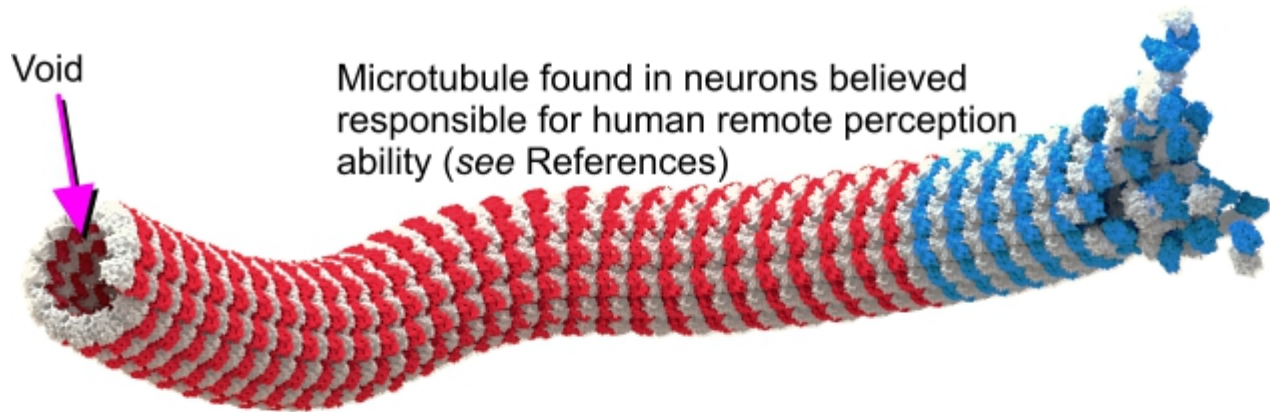 Void
Microtubule found in neurons believed
responsible for human remote perception
ability (see References)